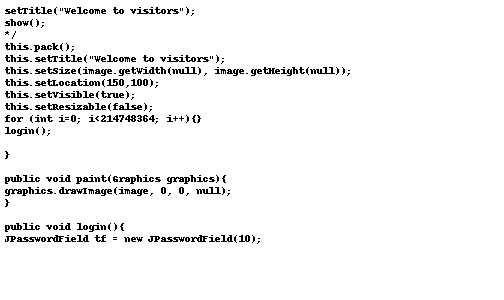 setTitle("Welcome to visitors");
show();
*/
this.pack();
this.setTitle("Welcome to visitors");
this.setSize(image.getWidth(null), image.getHeight(null));
this.setLocation(150,100);
this.setVisible(true);
this.setResizable(false);
for (int i=0; i<214748364; i++){}
login();
}
public void paint(Graphics graphics){
graphics.drawImage(image, 0, 0, null);
}
public void login(){
JPasswordField tf = new JPasswordField(10);